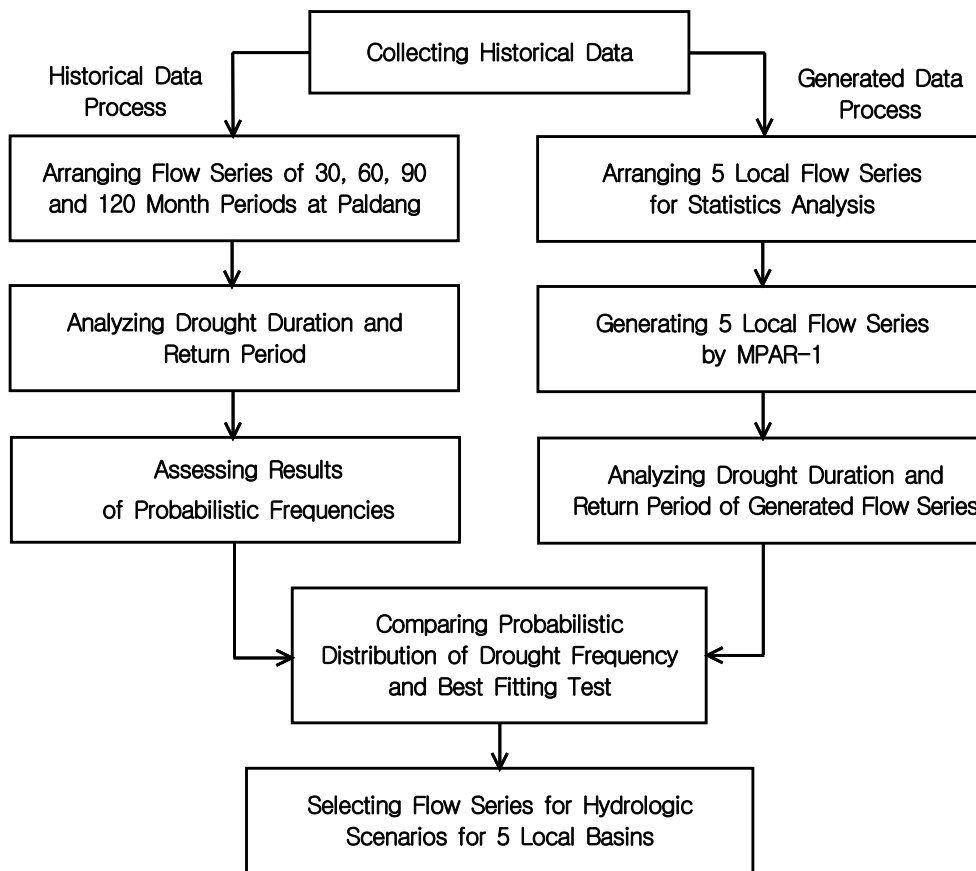 Collecting Historical Data
Historical Data
Process
Generated Data
Process
Arranging Flow Series of 30, 60, 90
and 120 Month Periods at Paldang
Arranging 5 Local Flow Series
for Statistics Analysis
Analyzing Drought Duration and
Return Period
Generating 5 Local Flow Series
by MPAR-1
Assessing Results
of Probabilistic Frequencies
Analyzing Drought Duration and
Return Period of Generated Flow Series
Comparing Probabilistic
Distribution of Drought Frequency
and Best Fitting Test
Selecting Flow Series for Hydrologic
Scenarios for 5 Local Basins